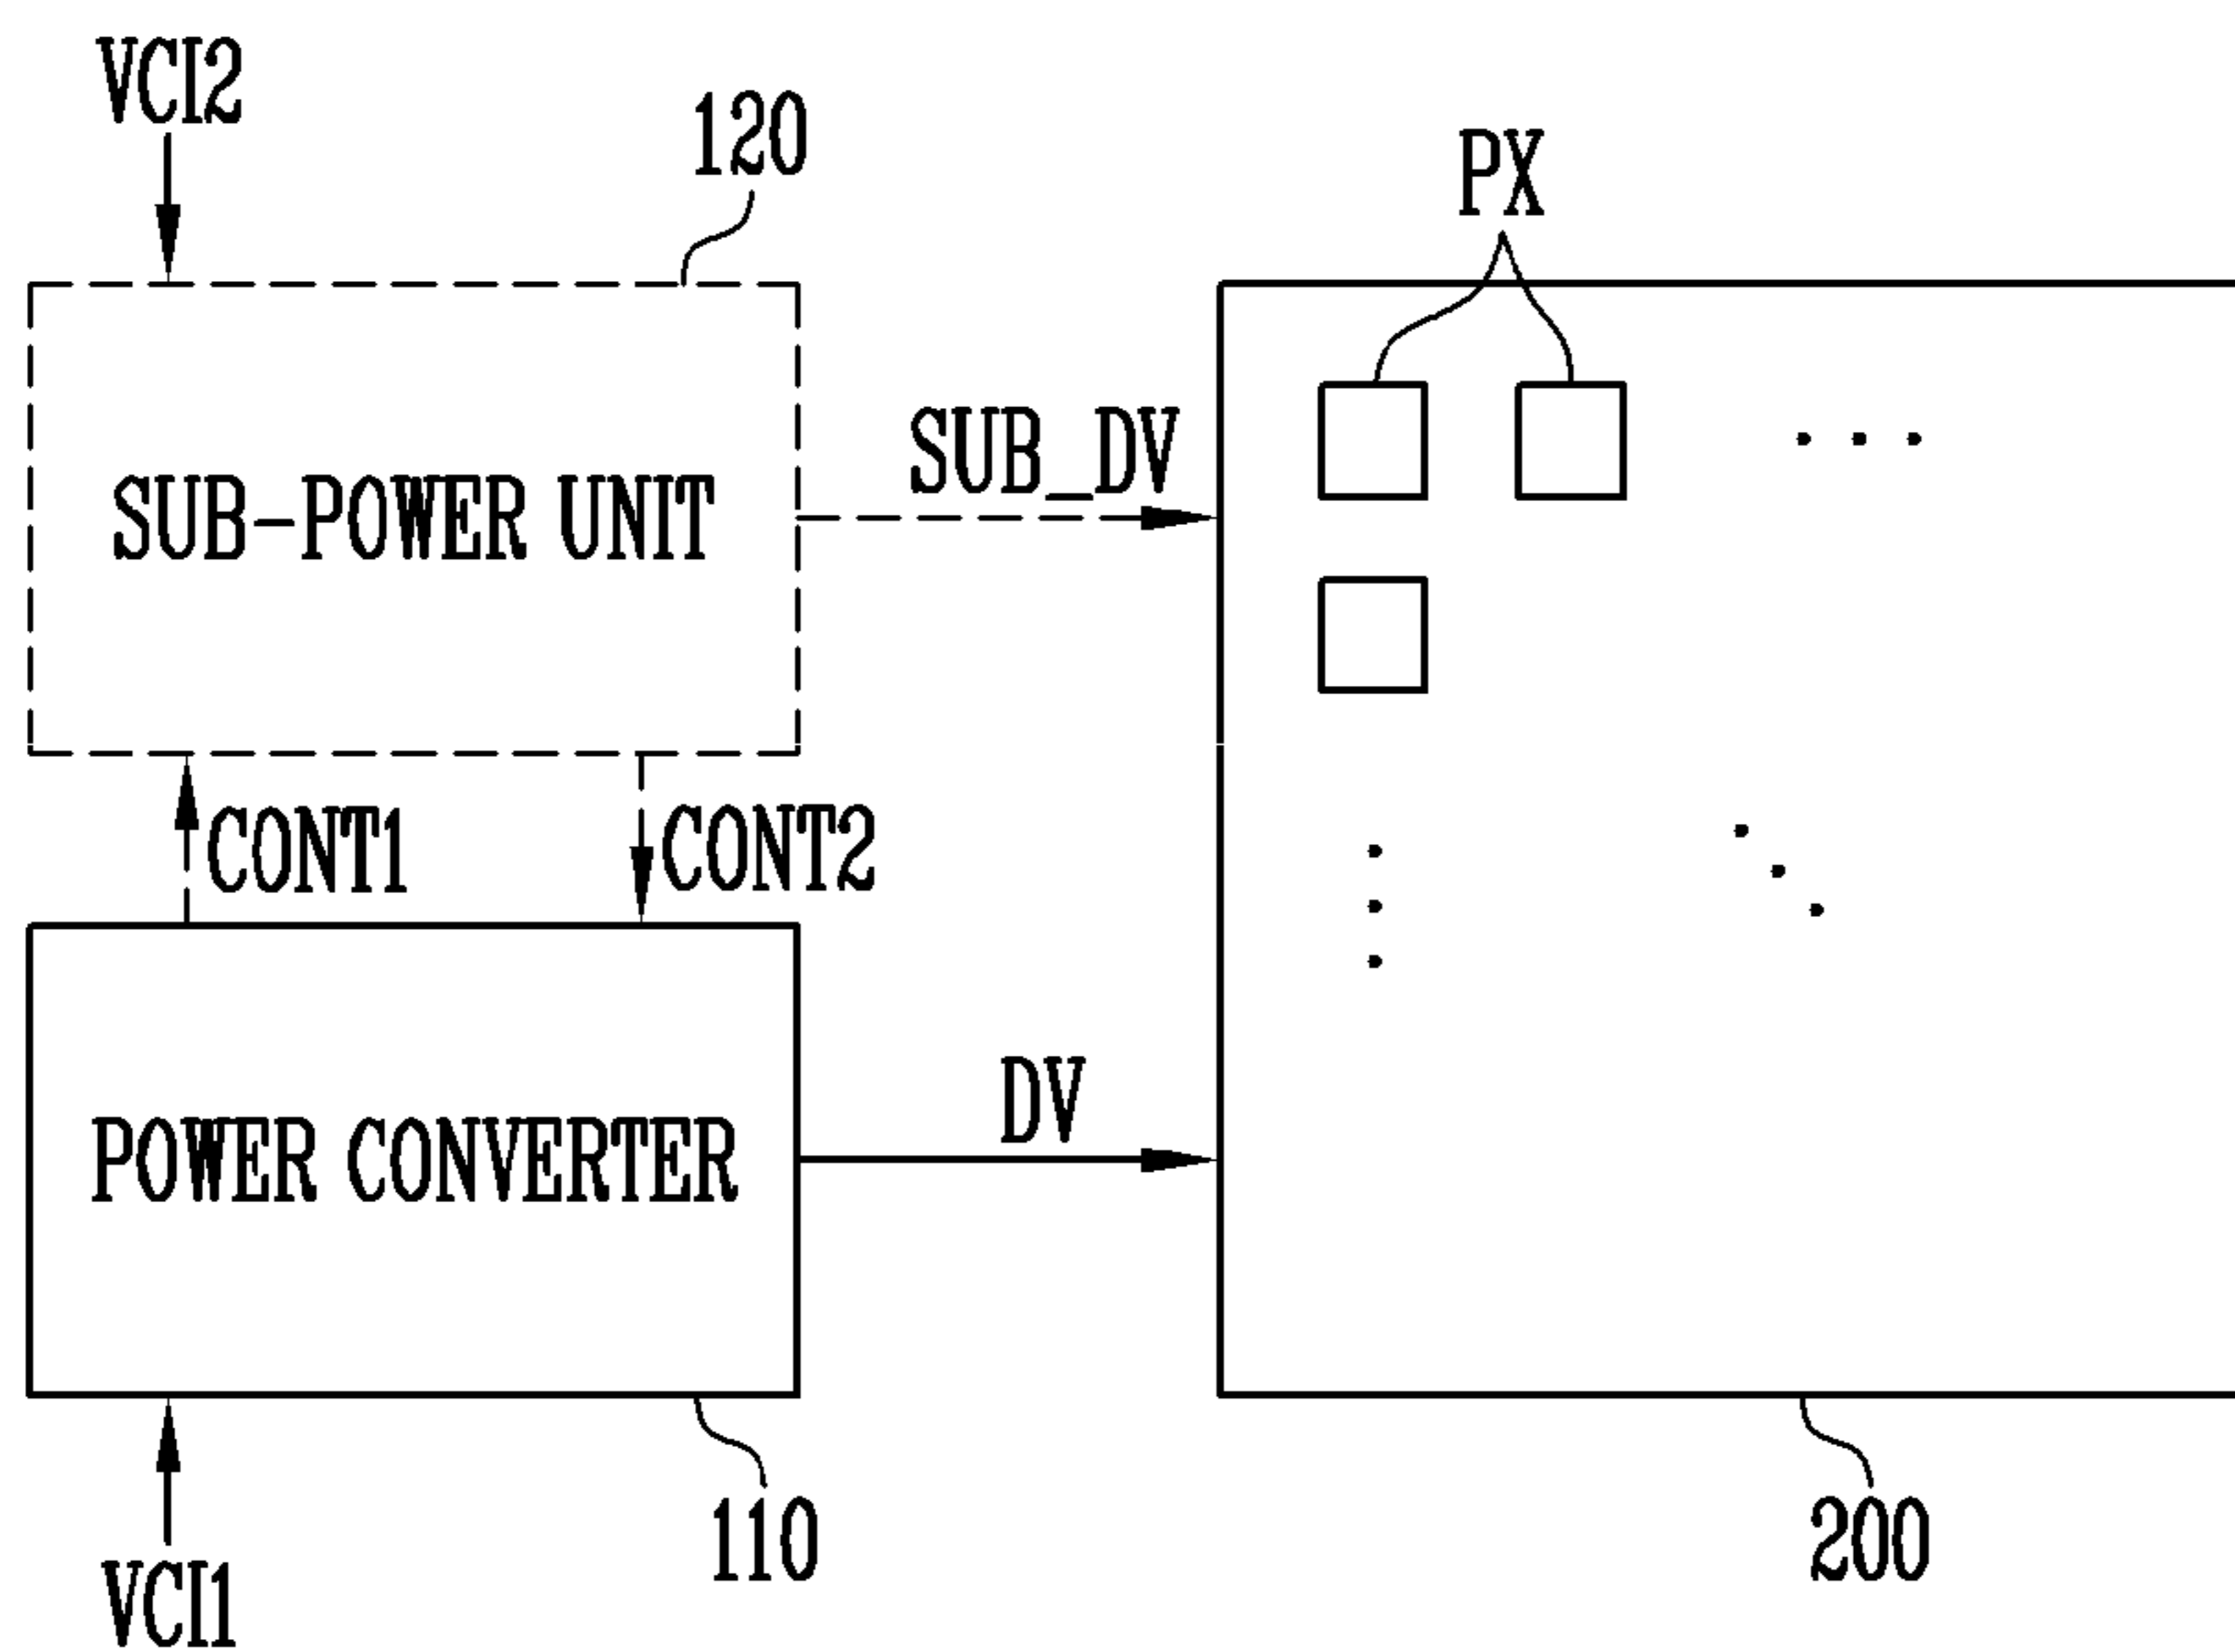 VCI2
120
PX
SUB_DV
SUB-POWER UNIT
CONT1
CONT2
DV
POWER CONVERTER
110
200
VCI1